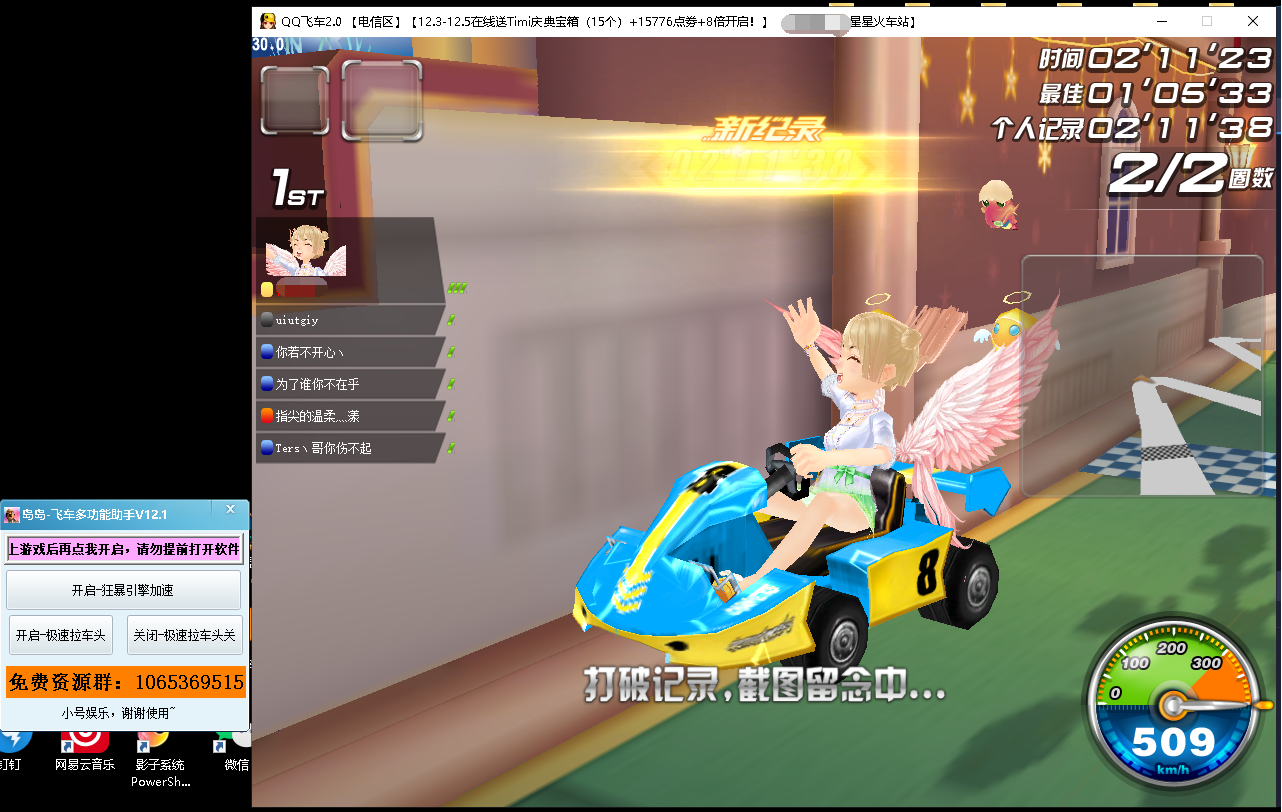 QQ飞车2.0 【电信区】【12.3-12.5在线送Timi庆典宝箱（15个）+15776点券+8倍开启！】
星星火车站】
30.0
时间 02'11'23
最佳 01'05'33
个人记录 02'11'38
2/2圈数
新纪录
02'11'38
1ST
uiutgiy
你若不开心丶
为了谁你不在乎
指尖的温柔灬漾
Ters丶哥你伤不起
8
打破记录,截图留念中...
0
100
200
300
509
km/h
岛岛-飞车多功能助手V12.1
上游戏后再点我开启，请勿提前打开软件
开启-狂暴引擎加速
开启-极速拉车头
关闭-极速拉车头关
免费资源群：1065369515
小号娱乐，谢谢使用~
钉钉
网易云音乐
影子系统
PowerSh...
微信